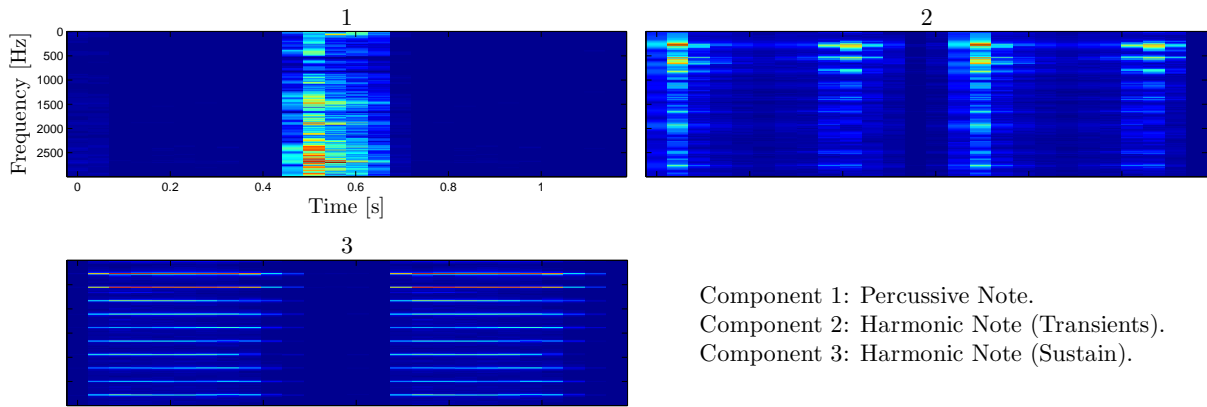 1
2
Frequency [Hz]
0
500
1000
1500
2000
2500
0 0.2 0.4 0.6 0.8 1
Time [s]
3
Component 1: Percussive Note.
Component 2: Harmonic Note (Transients).
Component 3: Harmonic Note (Sustain).